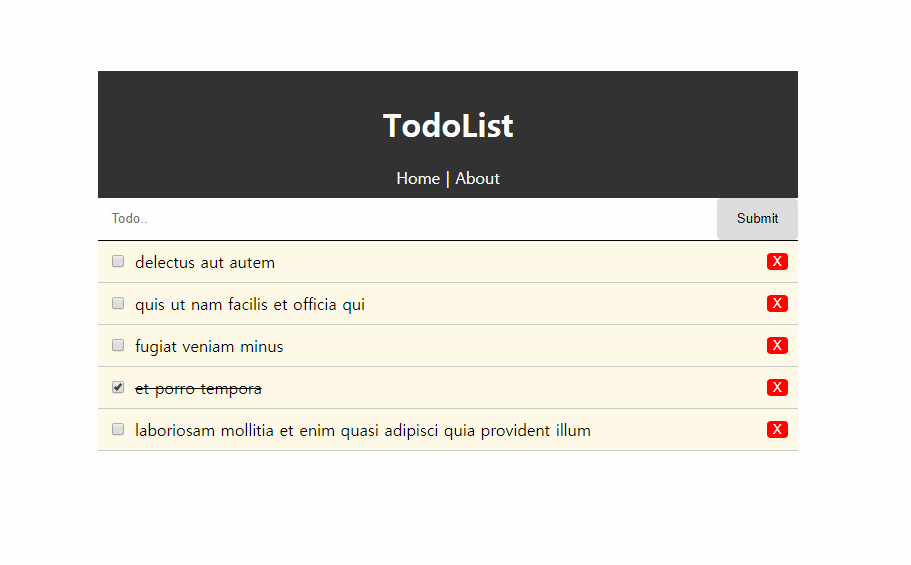 TodoList
Home | About
Todo.. Submit
delectus aut autem X
quis ut nam facilis et officia qui X
fugiat veniam minus X
et porro tempora X
laboriosam mollitia et enim quasi adipisci quia provident illum X